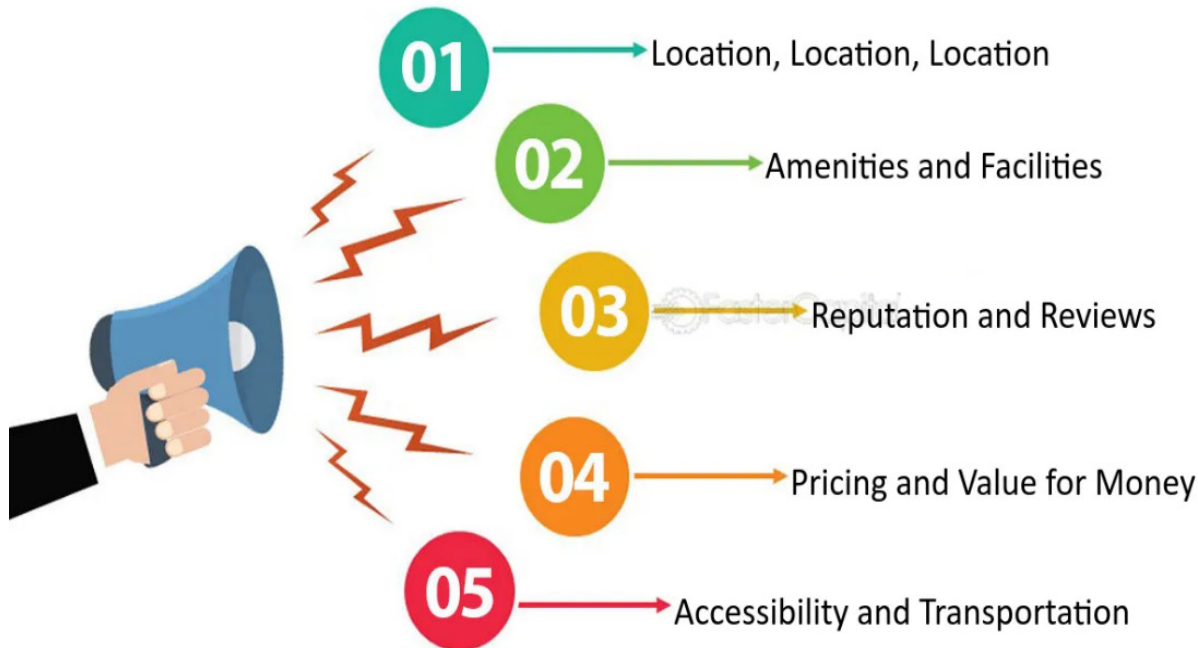 01
Location, Location, Location
02
Amenities and Facilities
03
Reputation and Reviews
04
Pricing and Value for Money
05
Accessibility and Transportation